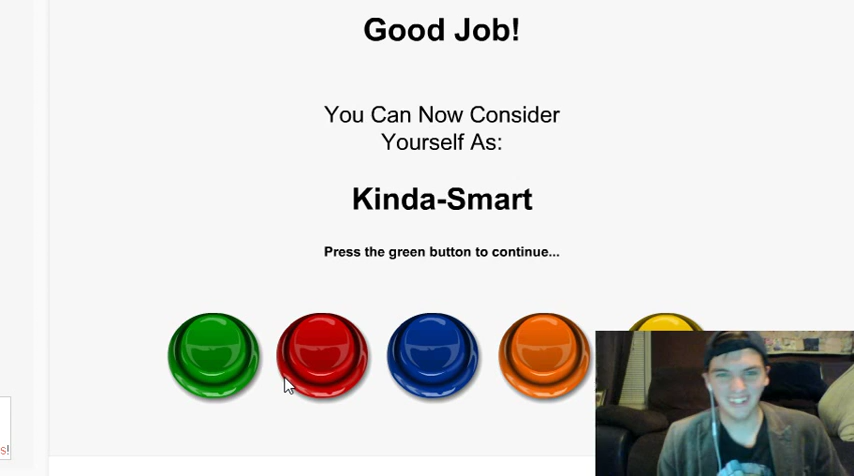 Good Job!
You Can Now Consider
Yourself As:
Kinda-Smart
Press the green button to continue...
s!